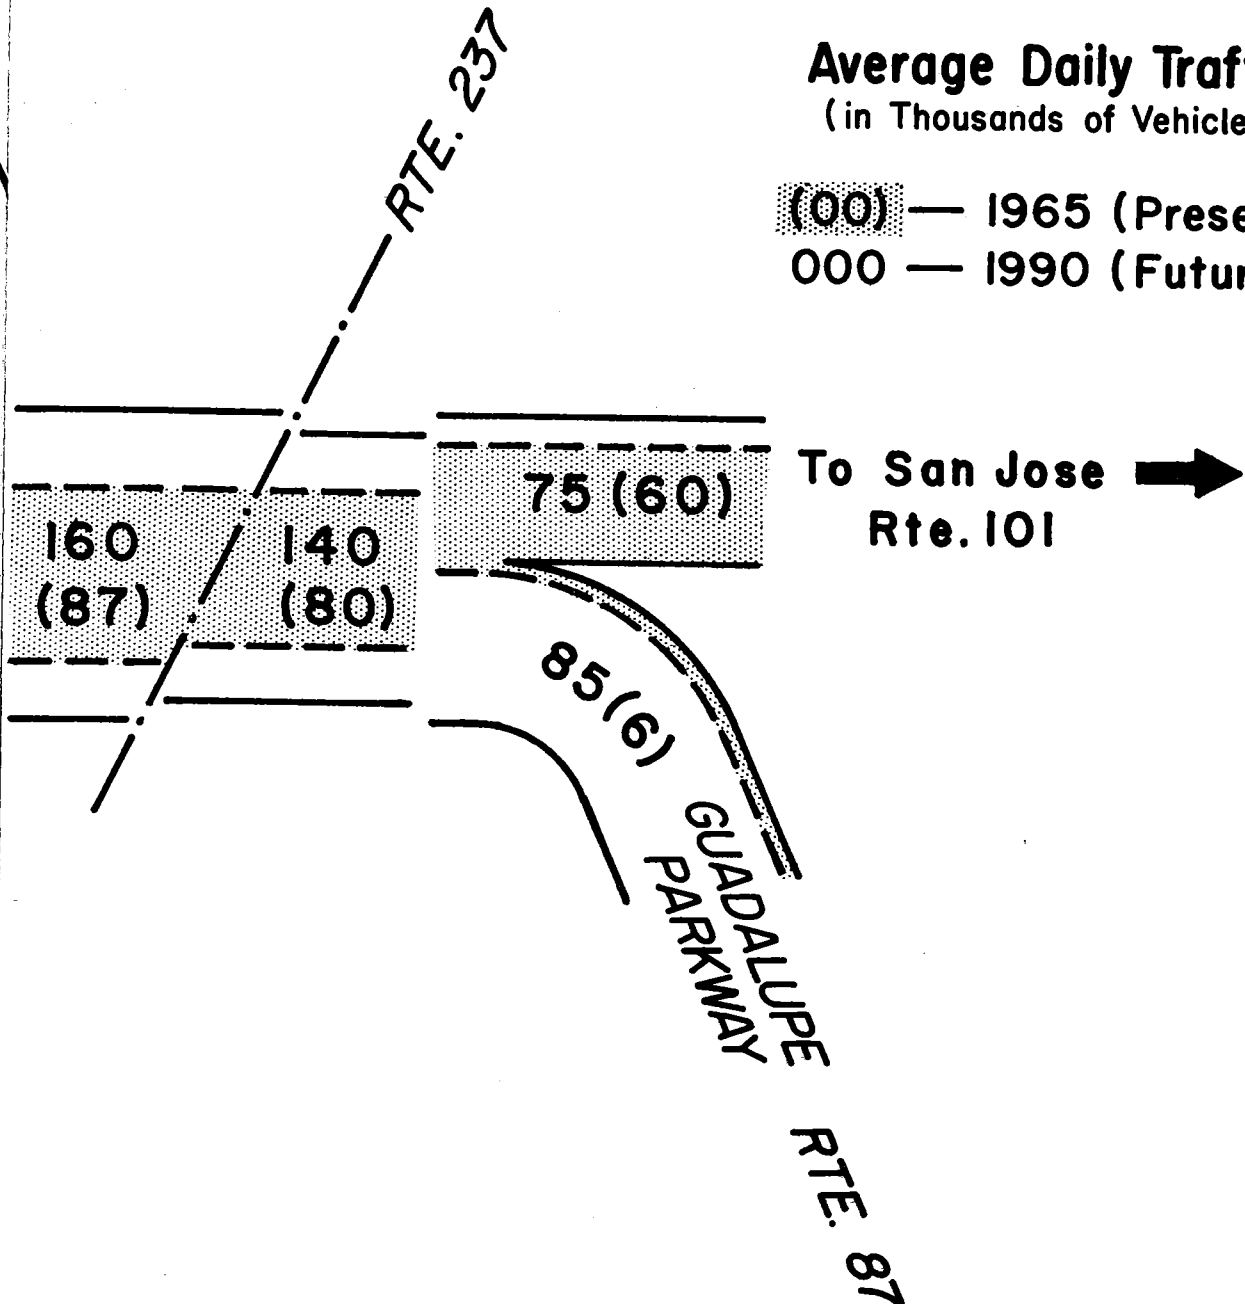 RTE. 237
Average Daily Traf
(in Thousands of Vehicle
(00) — 1965 (Prese
000 — 1990 (Futur
75 (60)
To San Jose
Rte. 101
160
(87)
140
(80)
85(6)
GUADALUPE
PARKWAY
RTE. 87